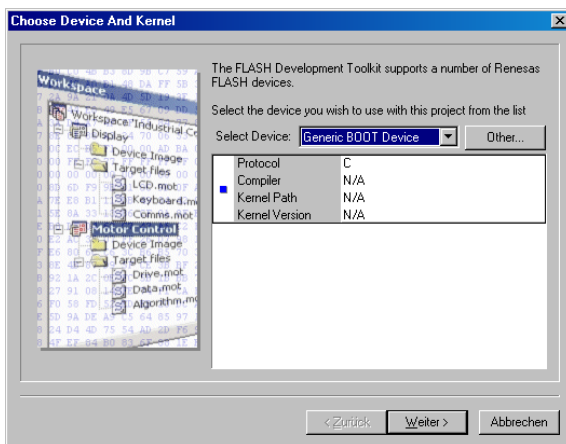 Choose Device And Kernel
Workspace
Workspace "Industrial
Display
Device Image
Target files
LCD.mot
Keyboard.m
Comms.mot
Motor Control
Device Image
Target files
Drive.mot
Data.mot
Algorithm.mo
The FLASH Development Toolkit supports a number of Renesas
FLASH devices.
Select the device you wish to use with this project from the list
Select Device: Generic BOOT Device Other...
Protocol C
Compiler N/A
Kernel Path N/A
Kernel Version N/A
< Zurück Weiter > Abbrechen